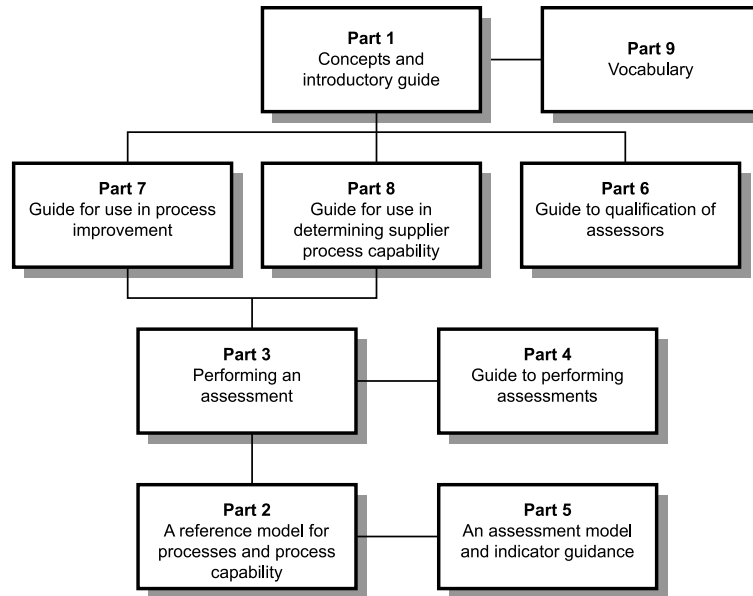 Part 1
Concepts and
introductory guide
Part 9
Vocabulary
Part 7
Guide for use in process
improvement
Part 8
Guide for use in
determining supplier
process capability
Part 6
Guide to qualification of
assessors
Part 3
Performing an
assessment
Part 4
Guide to performing
assessments
Part 2
A reference model for
processes and process
capability
Part 5
An assessment model
and indicator guidance